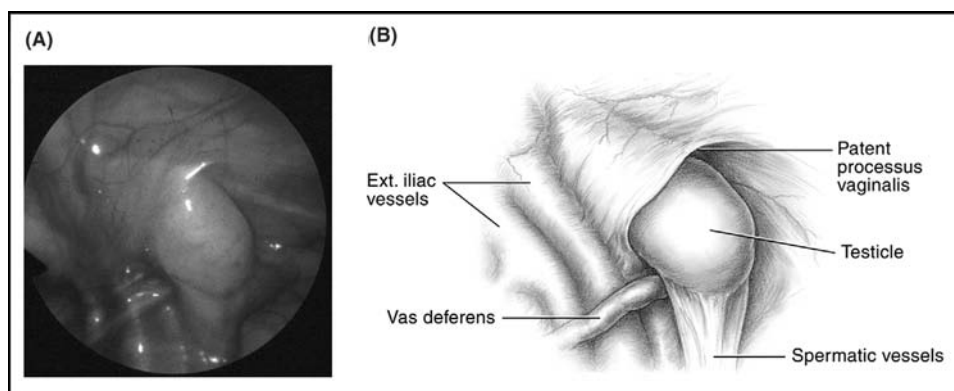 (A)
(B)
Ext. iliac
vessels
Vas deferens
Patent
processus
vaginalis
Testicle
Spermatic vessels